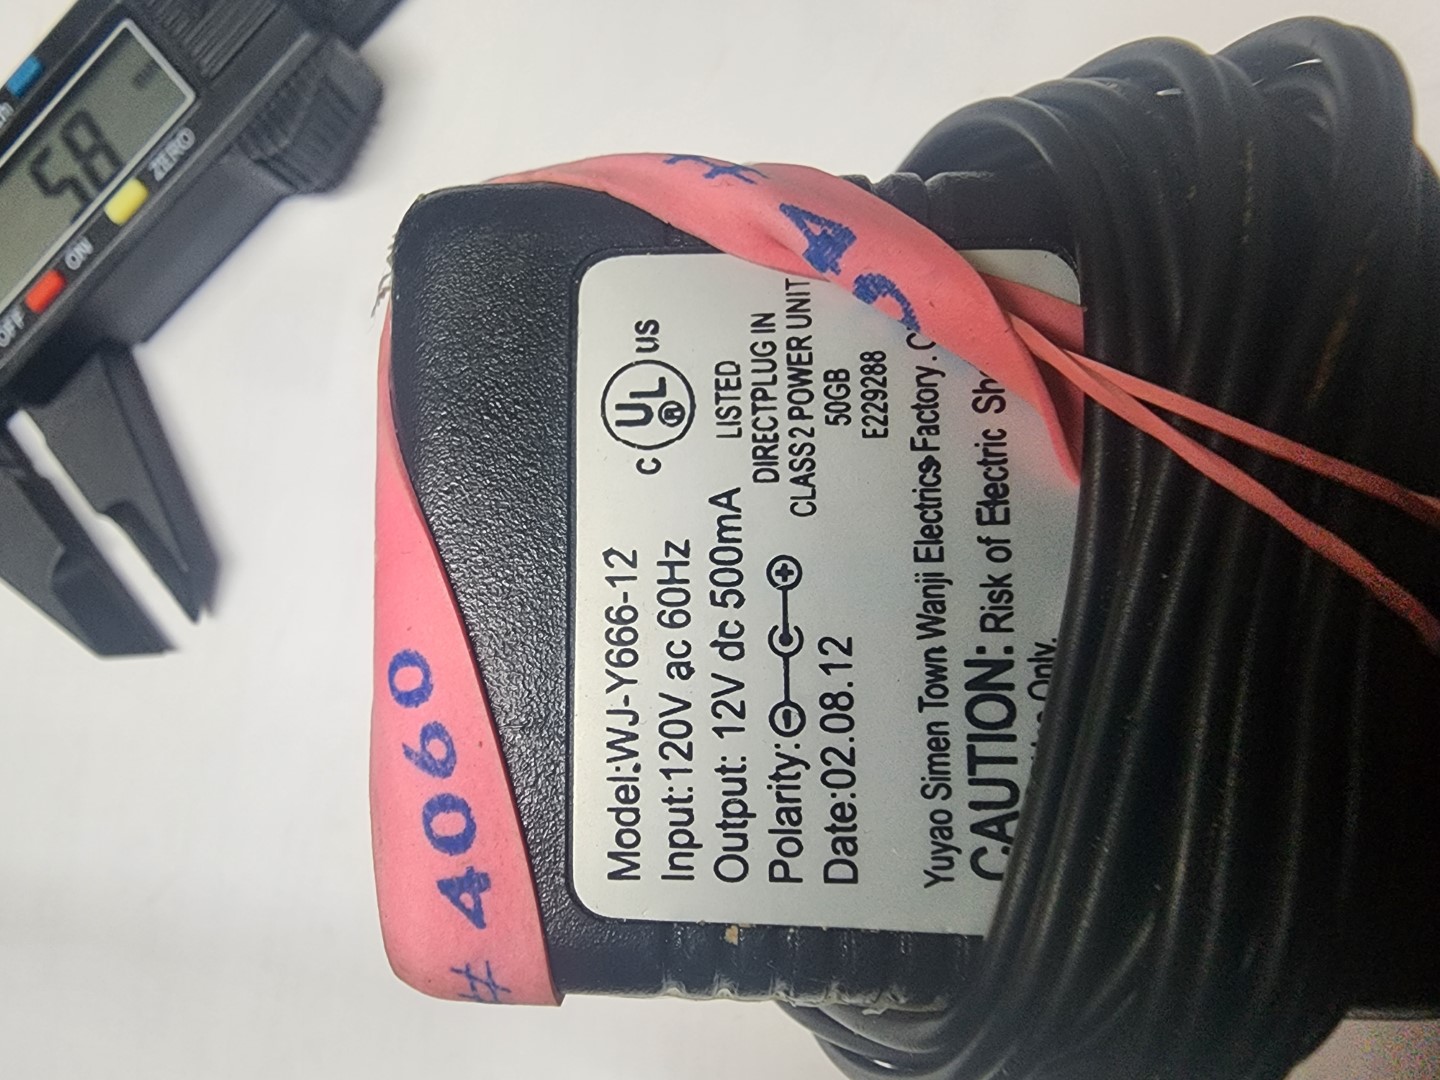 OFF
ON
ZERO
# 4060
Model:WJ-Y666-12
Input:120V ac 60Hz
Output: 12V dc 500mA
Polarity:
Date:02.08.12
C UL US
®
LISTED
DIRECTPLUG IN
CLASS 2 POWER UNIT
50GB
E229288
Yuyao Simen Town Wanji Electrics Factory.
CAUTION: Risk of Electric
Only.